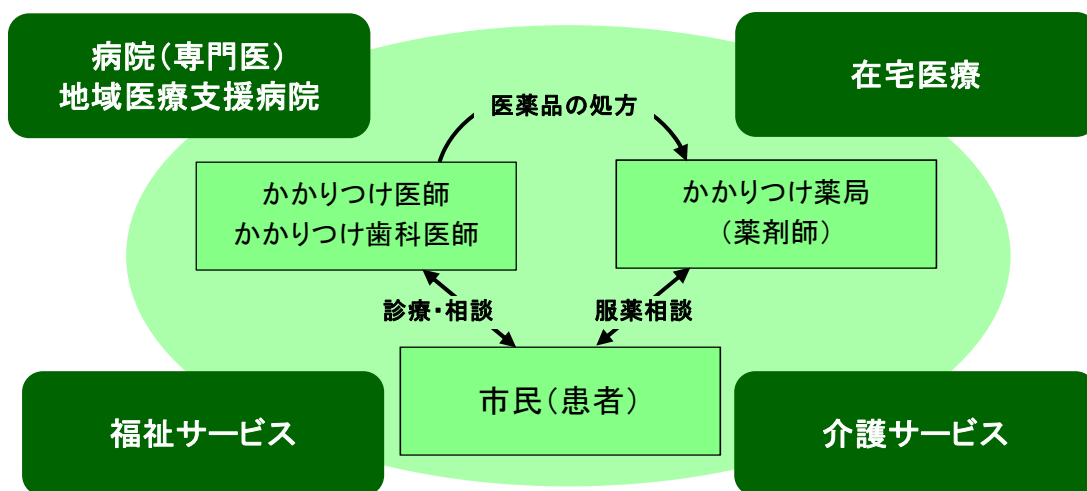 病院（専門医）
地域医療支援病院
在宅医療
医薬品の処方
かかりつけ医師
かかりつけ歯科医師
かかりつけ薬局
（薬剤師）
診療・相談
服薬相談
市民（患者）
福祉サービス
介護サービス